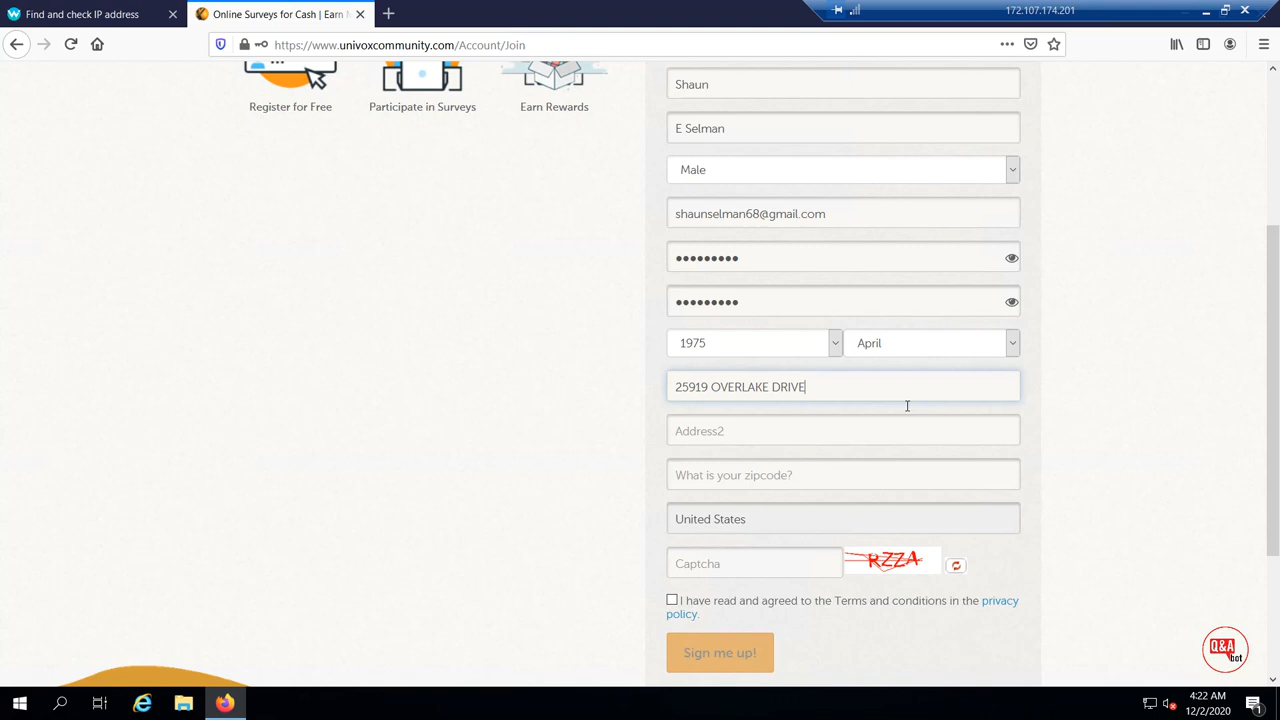 Find and check IP address
Online Surveys for Cash | Earn
172.107.174.201
https://www.univoxcommunity.com/Account/Join
Register for Free
Participate in Surveys
Earn Rewards
Shaun
E Selman
Male
shaunselman68@gmail.com
1975
April
25919 OVERLAKE DRIVE
Address2
What is your zipcode?
United States
Captcha
RZZA
I have read and agreed to the Terms and conditions in the privacy
policy.
Sign me up!
Q&A
bot
4:22 AM
12/2/2020
1